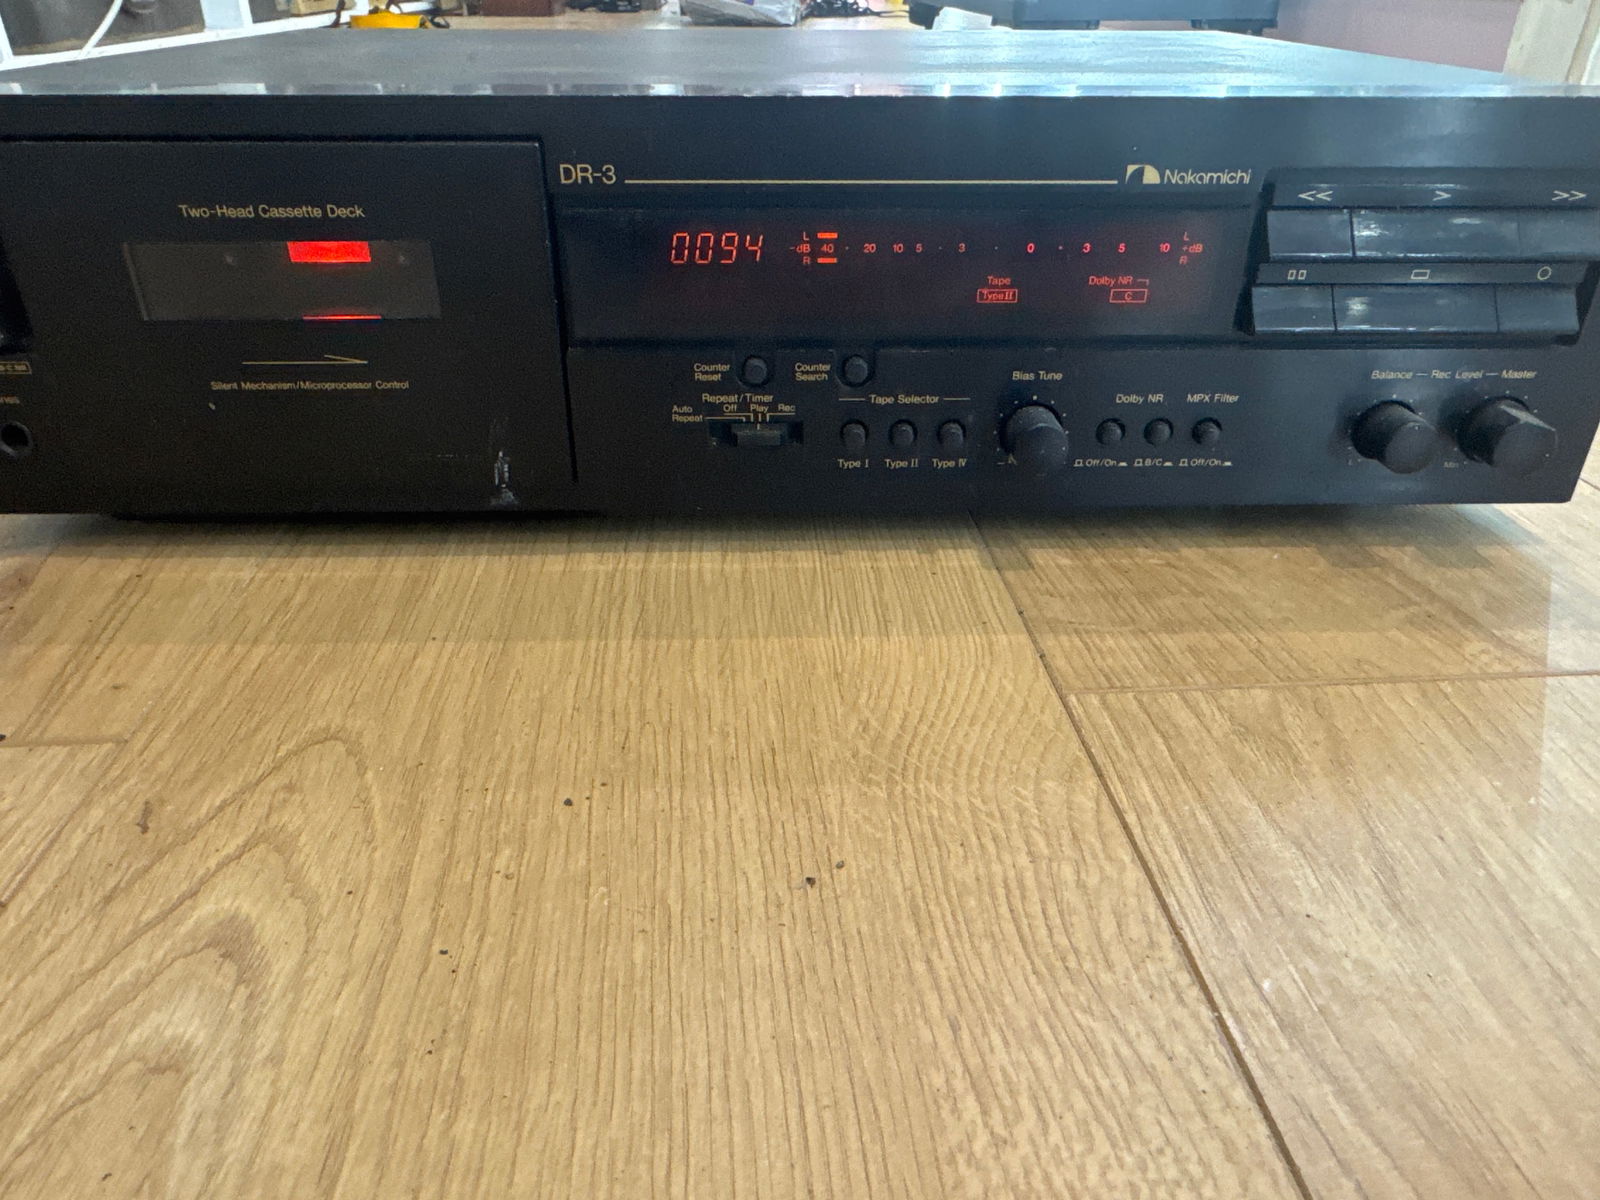 DR-3
Nakamichi
Two-Head Cassette Deck
<< > >>
0094
L
-dB 40 · 20 10 5 · 3 · 0 · 3 5 10 +dB
R
L
R
Tape
Type II
Dolby NR
C
Silent Mechanism/Microprocessor Control
Counter Reset
Counter Search
Repeat/Timer
Auto Repeat
Off Play Rec
Tape Selector
Type I Type II Type IV
Bias Tune
Dolby NR
MPX Filter
Off/On B/C Off/On
Balance — Rec Level — Master
L
Min